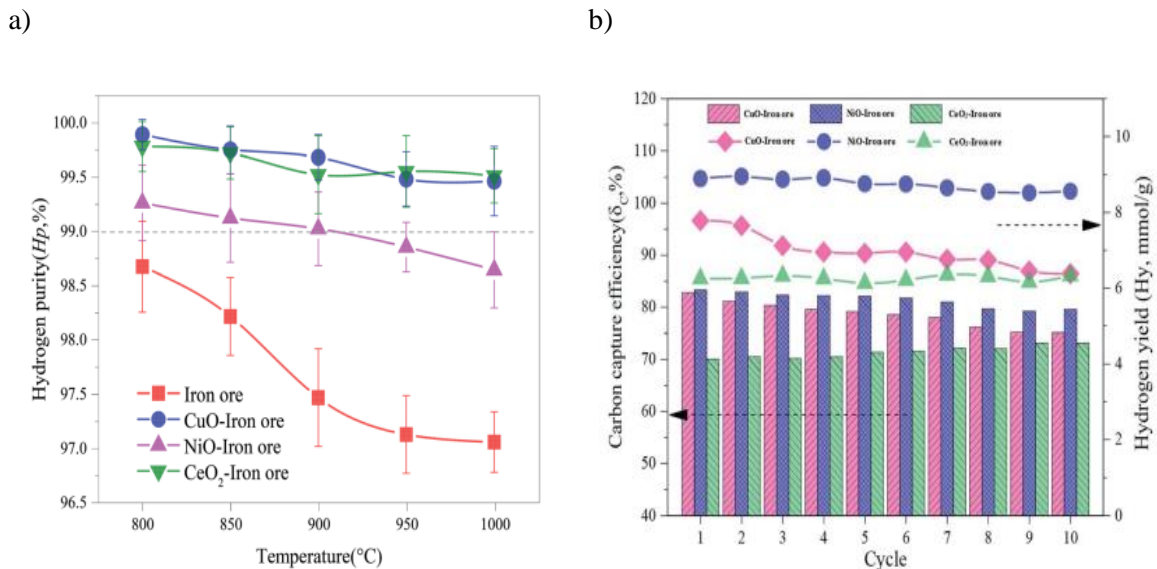 a)
b)
100.0
99.5
99.0
98.5
98.0
97.5
97.0
96.5
Hydrogen purity(Hp,%)
Iron ore
CuO-Iron ore
NiO-Iron ore
CeO2-Iron ore
800 850 900 950 1000
Temperature(°C)
120
110
100
90
80
70
60
50
40
Carbon capture efficiency(δC,%)
CuO-Iron ore NiO-Iron ore CeO2-Iron ore
CuO-Iron ore NiO-Iron ore CeO2-Iron ore
1 2 3 4 5 6 7 8 9 10
Cycle
10
8
6
4
2
0
Hydrogen yield (Hy, mmol/g)